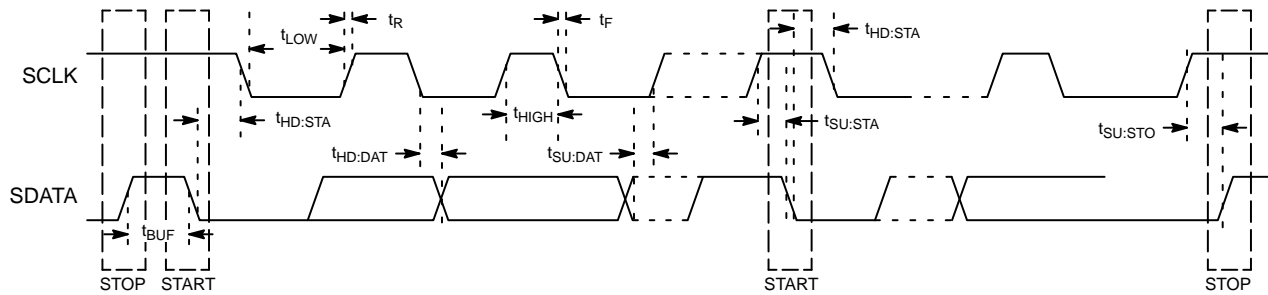 tR
tF
tLOW
tHD:STA
SCLK
tHD:STA
tHIGH
tSU:STA
tSU:STO
tHD:DAT
tSU:DAT
SDATA
tBUF
STOP START START STOP